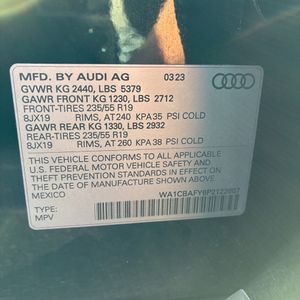 MFD. BY AUDI AG 03 23
GVWR KG 2440, LBS 5379
GAWR FRONT KG 1230, LBS 2712
FRONT-TIRES 235/55 R19
8JX19 RIMS, AT 240 KPA 35 PSI COLD
GAWR REAR KG 1330, LBS 2932
REAR-TIRES 235/55 R19
8JX19 RIMS, AT 260 KPA 38 PSI COLD
THIS VEHICLE CONFORMS TO ALL APPLICABLE
U.S. FEDERAL MOTOR VEHICLE SAFETY, BUMPER, AND
THEFT PREVENTION STANDARDS IN EFFECT ON THE
DATE OF MANUFACTURE SHOWN ABOVE.
MEXICO
TYPE:
MPV